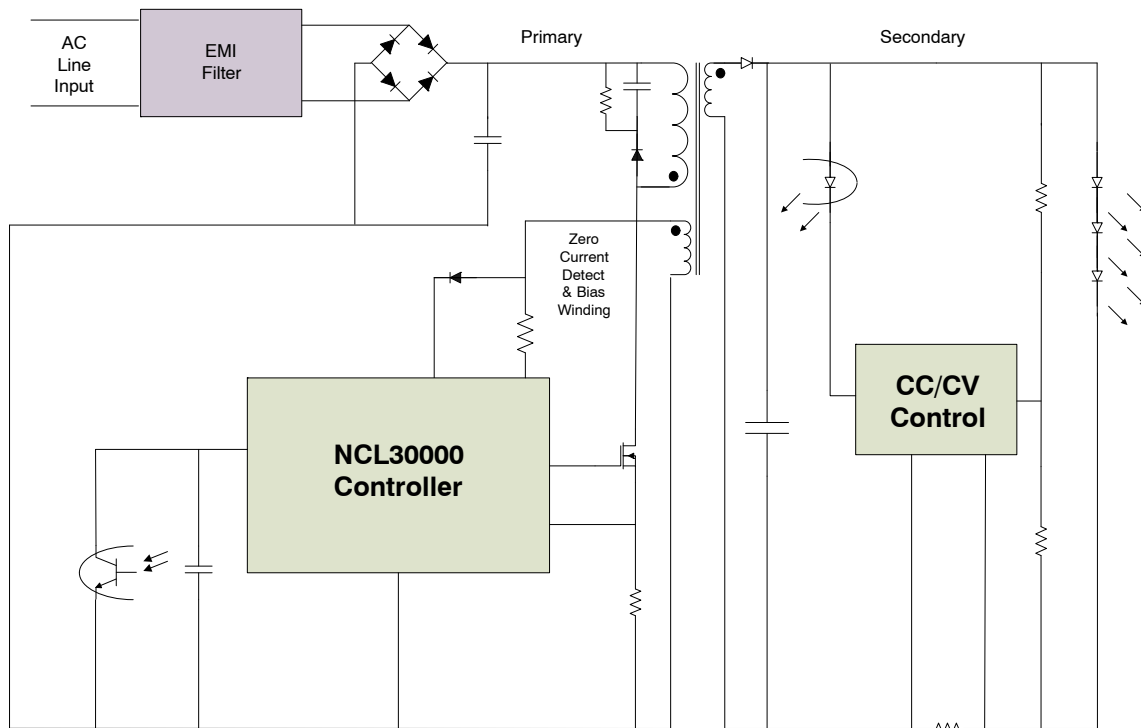 Primary
Secondary
AC
Line
Input
EMI
Filter
Zero
Current
Detect
& Bias
Winding
CC/CV
Control
NCL30000
Controller